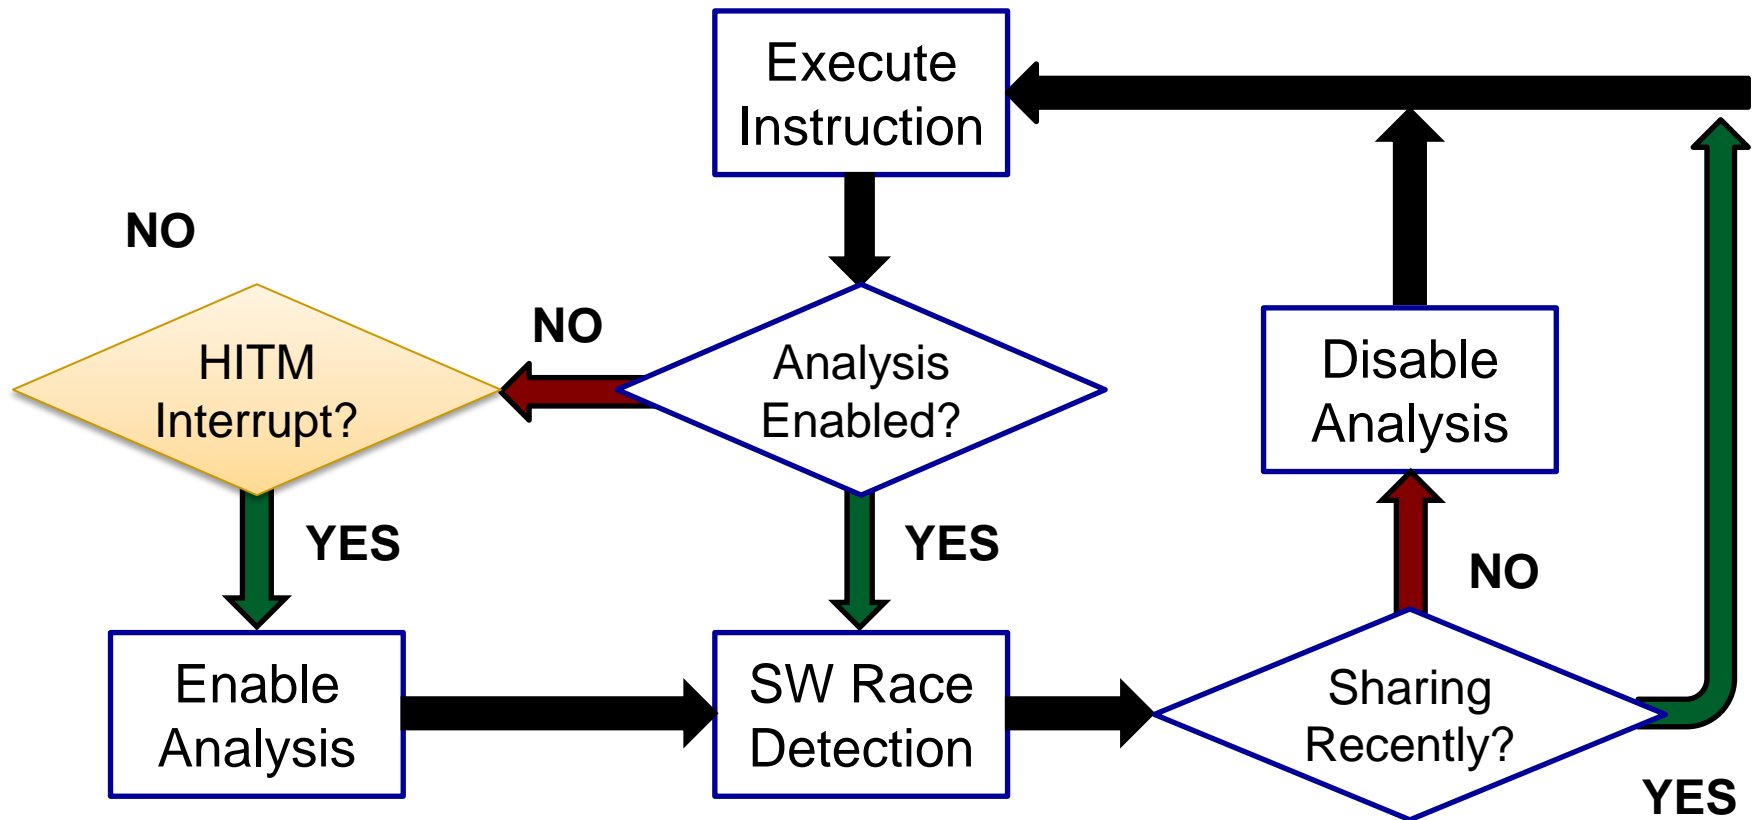 Execute
Instruction
NO
NO
HITM
Interrupt?
Analysis
Enabled?
Disable
Analysis
YES
YES
NO
Enable
Analysis
SW Race
Detection
Sharing
Recently?
YES